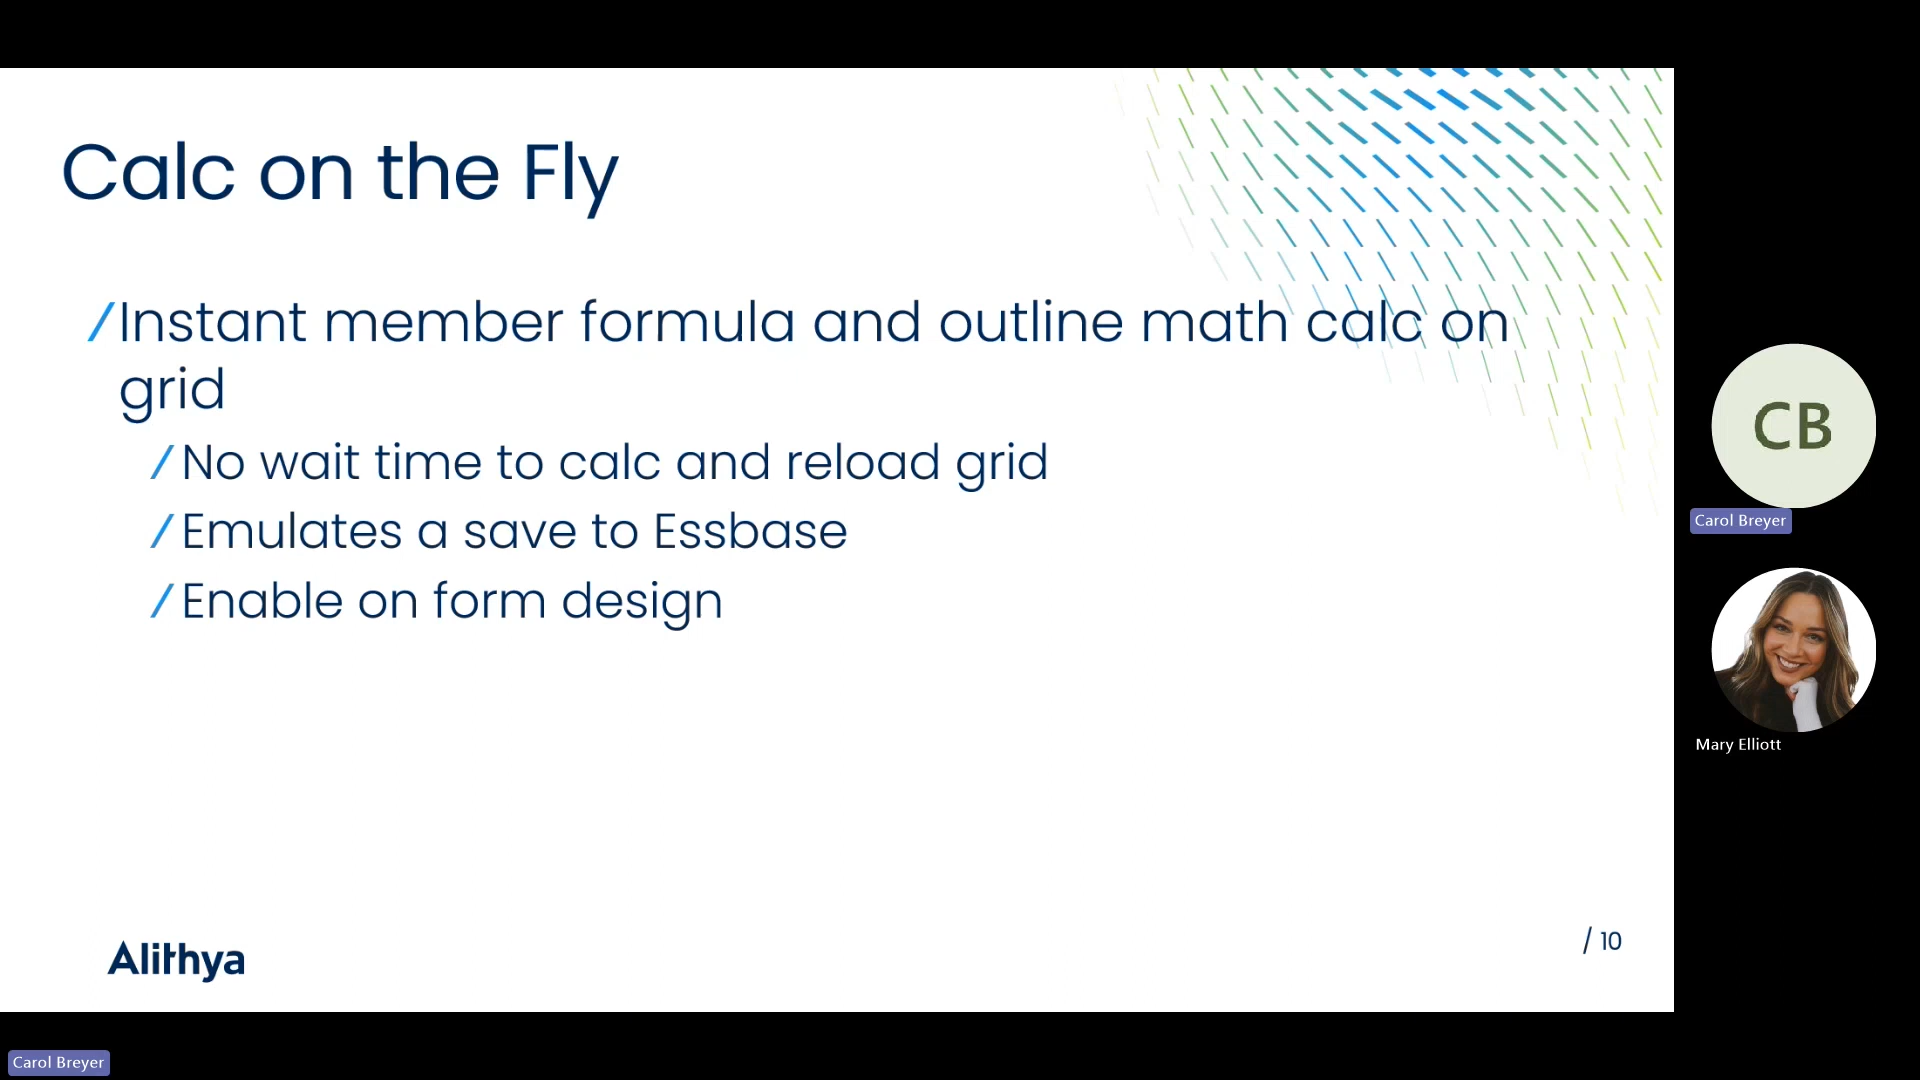 Calc on the Fly
/Instant member formula and outline math calc on
grid
/No wait time to calc and reload grid
/Emulates a save to Essbase
/Enable on form design
Alithya
/ 10
CB
Carol Breyer
Mary Elliott
Carol Breyer